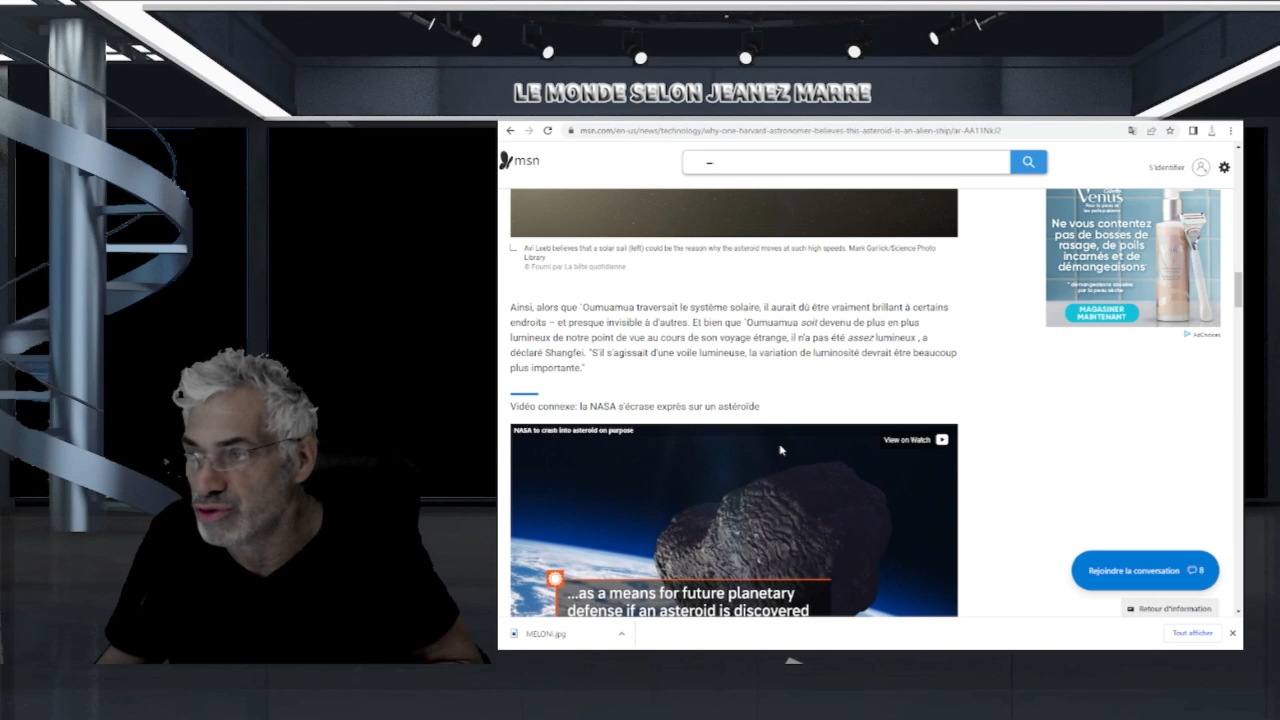 LE MONDE SELON JEANEZ MARRE
msn.com/en-us/news/technology/why-one-harvard-astronomer-believes-this-asteroid-is-an-alien-ship/ar-AA11NkJ2
msn
S'identifier
Avi Loeb believes that a solar sail (left) could be the reason why the asteroid moves at such high speeds. Mark Garlick/Science Photo
Library
© Fourni par La bête quotidienne
Venus
Ne vous contentez
pas de bosses de
rasage, de poils
incarnés et de
démangeaisons*
* démangeaisons causées
par la peau sèche
MAGASINER
MAINTENANT
AdChoices
Ainsi, alors que `Oumuamua traversait le système solaire, il aurait dû être vraiment brillant à certains
endroits – et presque invisible à d'autres. Et bien que `Oumuamua soit devenu de plus en plus
lumineux de notre point de vue au cours de son voyage étrange, il n'a pas été assez lumineux , a
déclaré Shangfei. "S'il s'agissait d'une voile lumineuse, la variation de luminosité devrait être beaucoup
plus importante."
Vidéo connexe: la NASA s'écrase exprès sur un astéroïde
NASA to crash into asteroid on purpose
View on Watch
...as a means for future planetary
defense if an asteroid is discovered
Rejoindre la conversation 8
Retour d'information
MELONI.jpg
Tout afficher